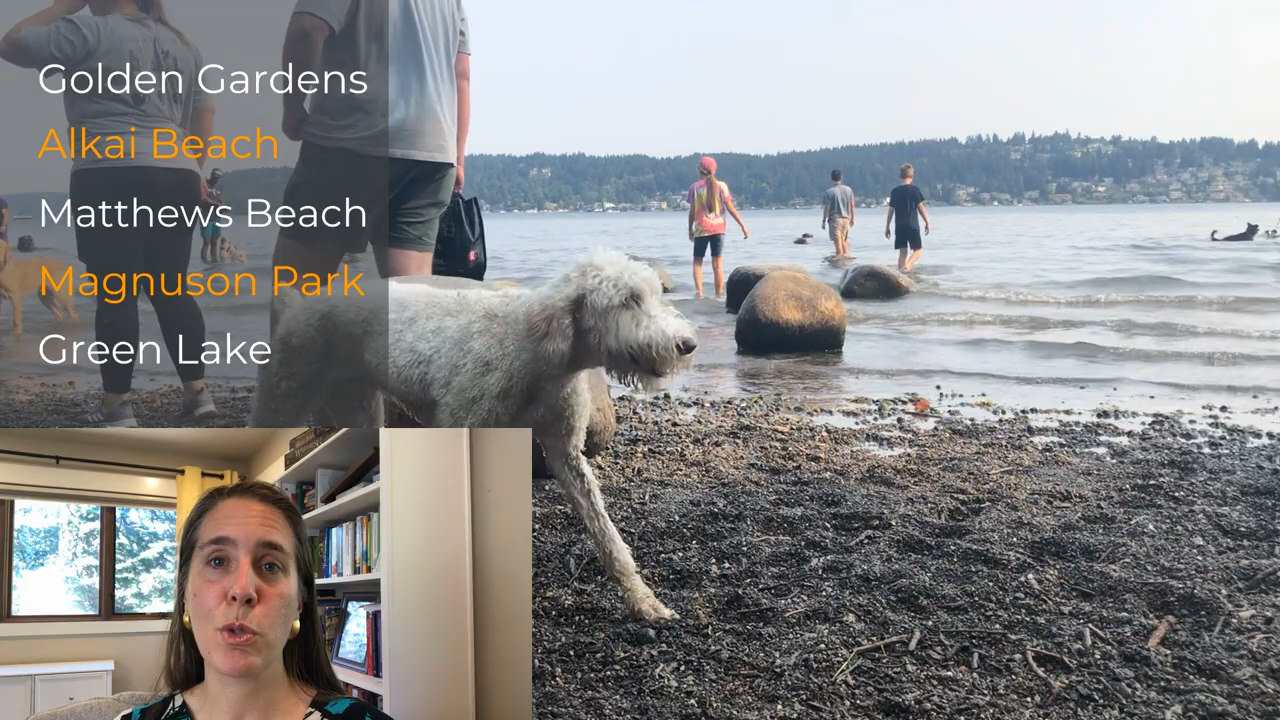 Golden Gardens
Alkai Beach
Matthews Beach
Magnuson Park
Green Lake